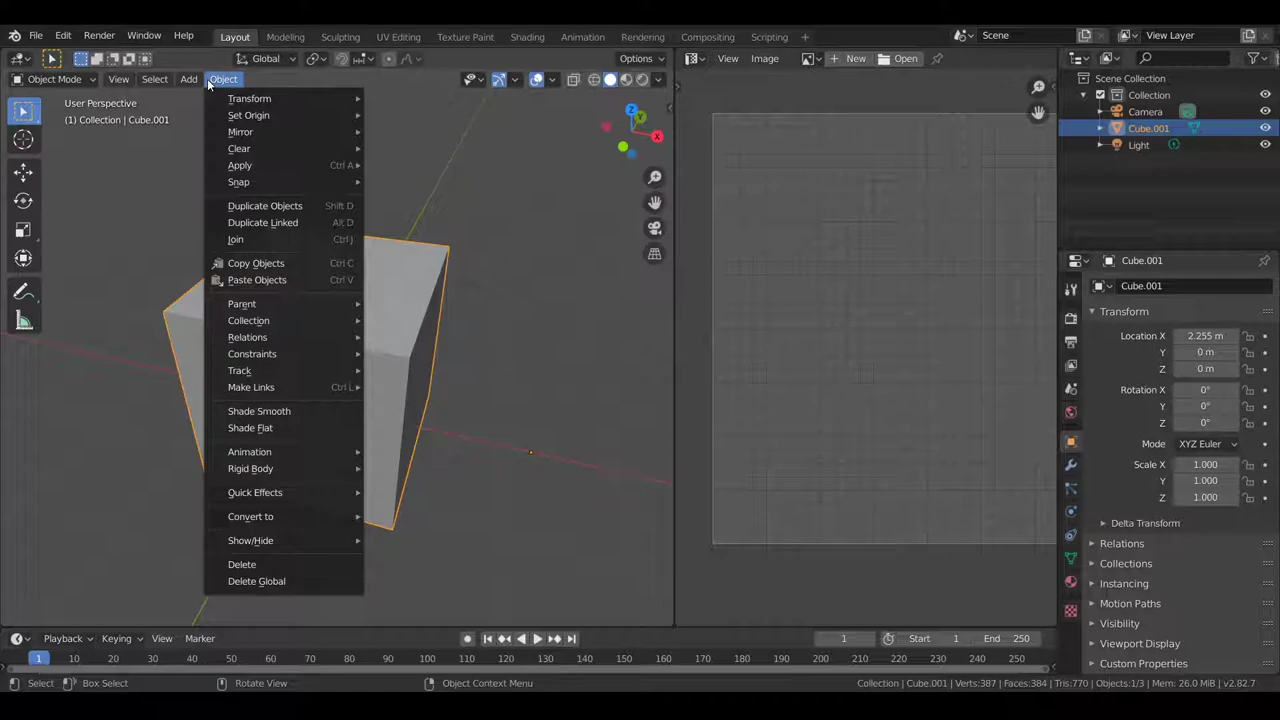 File Edit Render Window Help Layout Modeling Sculpting UV Editing Texture Paint Shading Animation Rendering Compositing Scripting + Scene View Layer
Global Options View Image New Open
Object Mode View Select Add Object
User Perspective
(1) Collection | Cube.001
Transform
Set Origin
Mirror
Clear
Apply Ctrl A
Snap
Duplicate Objects Shift D
Duplicate Linked Alt D
Join Ctrl J
Copy Objects Ctrl C
Paste Objects Ctrl V
Parent
Collection
Relations
Constraints
Track
Make Links Ctrl L
Shade Smooth
Shade Flat
Animation
Rigid Body
Quick Effects
Convert to
Show/Hide
Delete
Delete Global
Z
Y
X
Scene Collection
Collection
Camera
Cube.001
Light
Cube.001
Cube.001
Transform
Location X 2.255 m
Y 0 m
Z 0 m
Rotation X 0°
Y 0°
Z 0°
Mode XYZ Euler
Scale X 1.000
Y 1.000
Z 1.000
Delta Transform
Relations
Collections
Instancing
Motion Paths
Visibility
Viewport Display
Custom Properties
Playback Keying View Marker 1 Start 1 End 250
1 10 20 30 40 50 60 70 80 90 100 110 120 130 140 150 160 170 180 190 200 210 220 230 240 250
Select Box Select Rotate View Object Context Menu Collection | Cube.001 | Verts:387 | Faces:384 | Tris:770 | Objects:1/3 | Mem: 26.0 MiB | v2.82.7